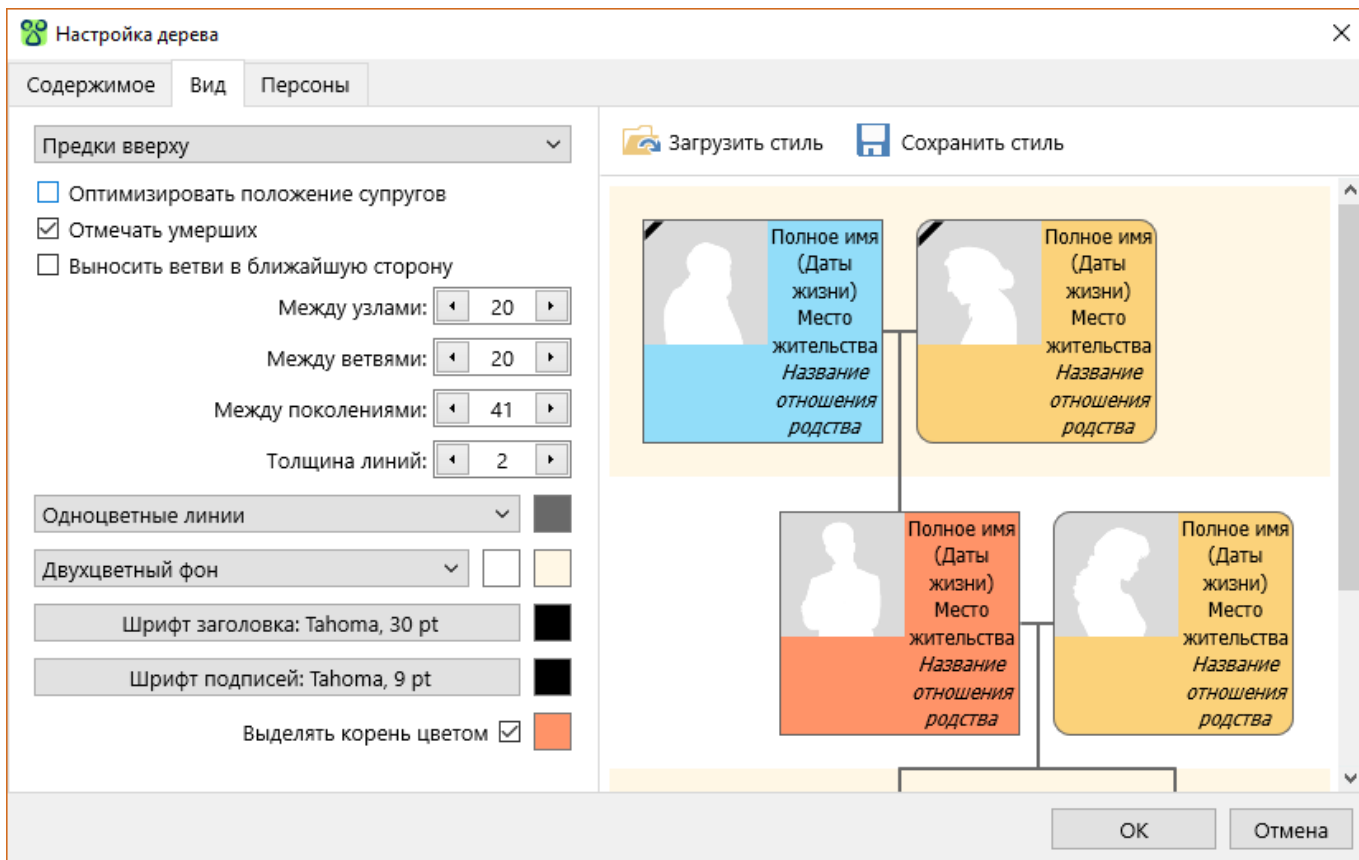 Настройка дерева
Содержимое
Вид
Персоны
Предки вверху
Оптимизировать положение супругов
Отмечать умерших
Выносить ветви в ближайшую сторону
Между узлами: 20
Между ветвями: 20
Между поколениями: 41
Толщина линий: 2
Одноцветные линии
Двухцветный фон
Шрифт заголовка: Tahoma, 30 pt
Шрифт подписей: Tahoma, 9 pt
Выделять корень цветом
Загрузить стиль
Сохранить стиль
Полное имя
(Даты
жизни)
Место
жительства
Название
отношения
родства
Полное имя
(Даты
жизни)
Место
жительства
Название
отношения
родства
Полное имя
(Даты
жизни)
Место
жительства
Название
отношения
родства
Полное имя
(Даты
жизни)
Место
жительства
Название
отношения
родства
ОК
Отмена